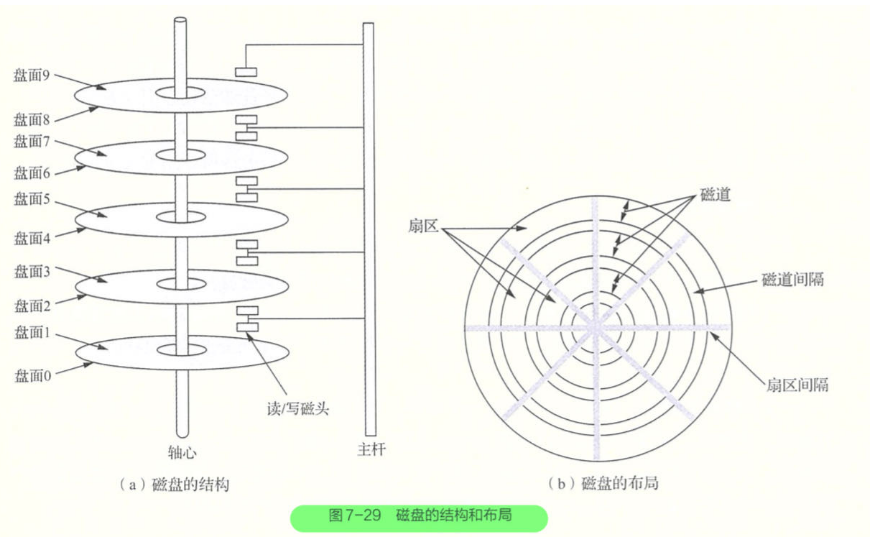 盘面9
盘面8
盘面7
盘面6
盘面5
盘面4
盘面3
盘面2
盘面1
盘面0
读/写磁头
轴心
主杆
(a)磁盘的结构
磁道
扇区
磁道间隔
扇区间隔
(b)磁盘的布局
图7-29 磁盘的结构和布局